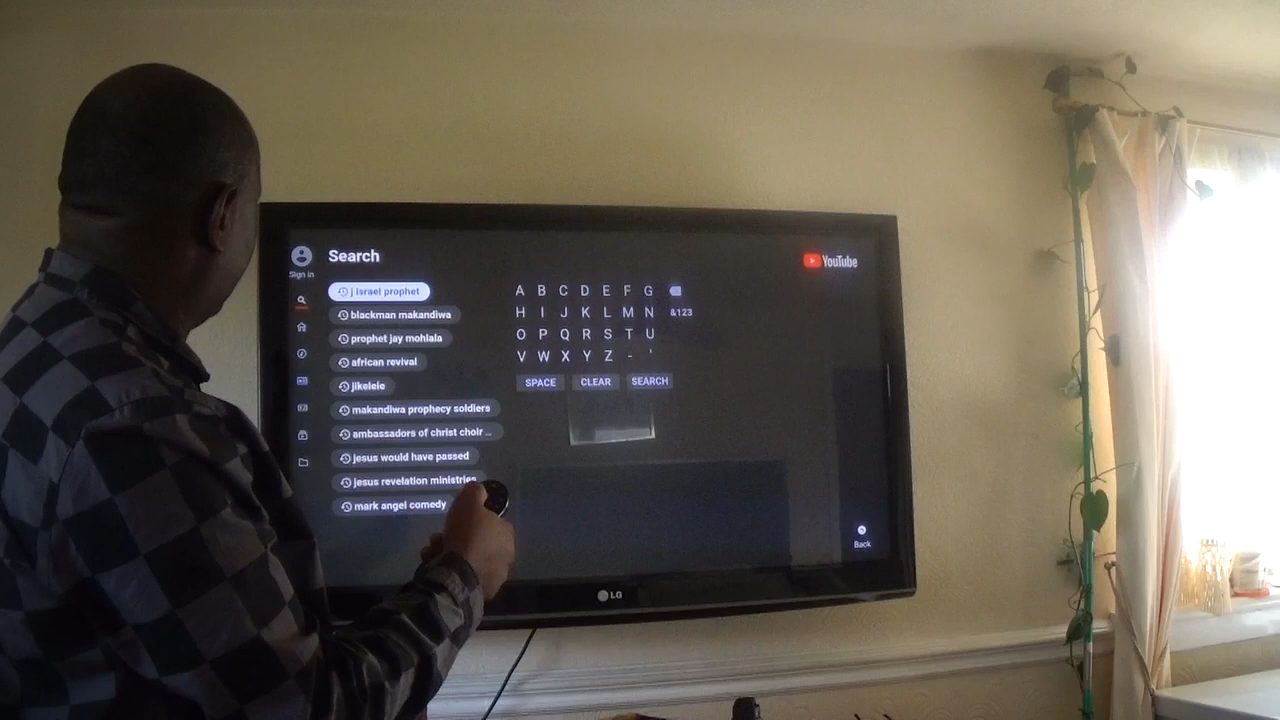 Search
YouTube
Sign in
j israel prophet
blackman makandiwa
prophet jay mohlala
african revival
jikelele
makandiwa prophecy soldiers
ambassadors of christ choir ...
jesus would have passed
jesus revelation ministries
mark angel comedy
A B C D E F G
H I J K L M N &123
O P Q R S T U
V W X Y Z - '
SPACE CLEAR SEARCH
Back
LG